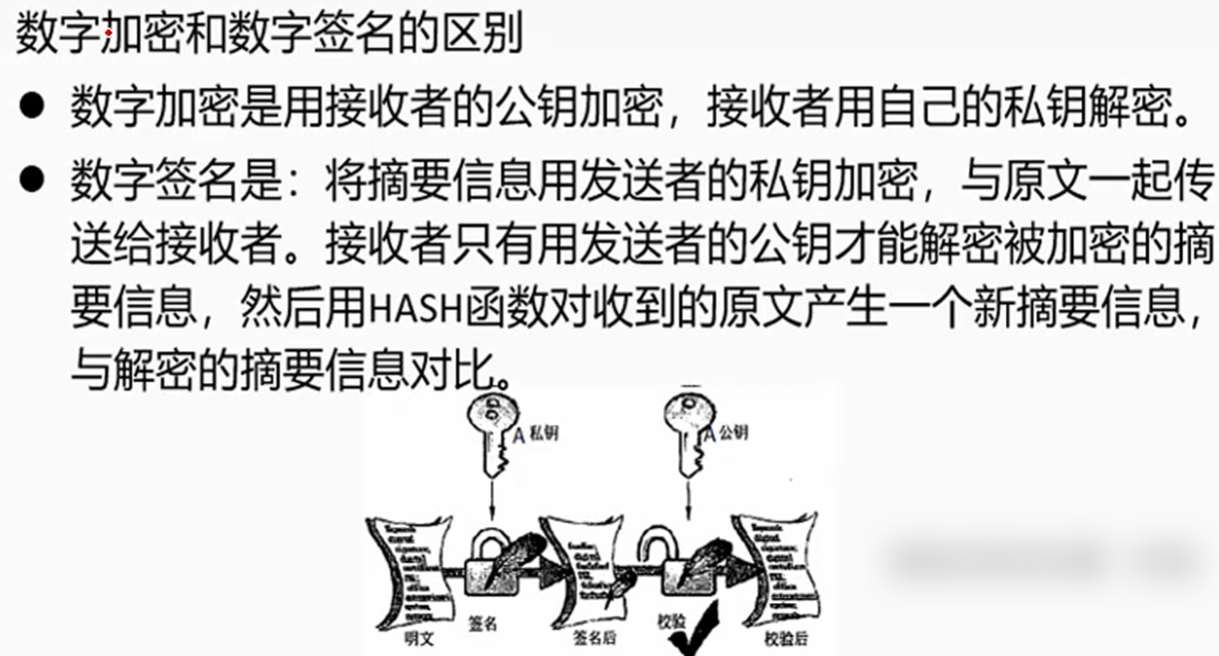 数字加密和数字签名的区别
● 数字加密是用接收者的公钥加密，接收者用自己的私钥解密。
● 数字签名是：将摘要信息用发送者的私钥加密，与原文一起传
送给接收者。接收者只有用发送者的公钥才能解密被加密的摘
要信息，然后用HASH函数对收到的原文产生一个新摘要信息，
与解密的摘要信息对比。
A 私钥
A 公钥
签名
校验
明文
签名后
校验后